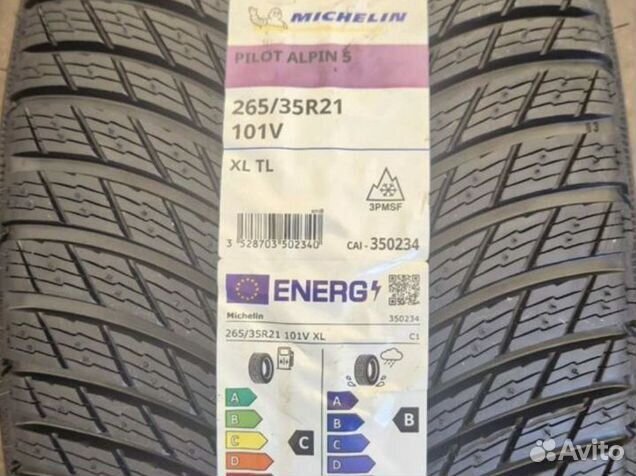 MICHELIN
PILOT ALPIN 5
265/35R21
101V
XL TL
3PMSF
3 528703 502340
CAI - 350234
ENERG
Michelin 350234
265/35R21 101V XL C1
A A
B B B
C C C
D D
Avito